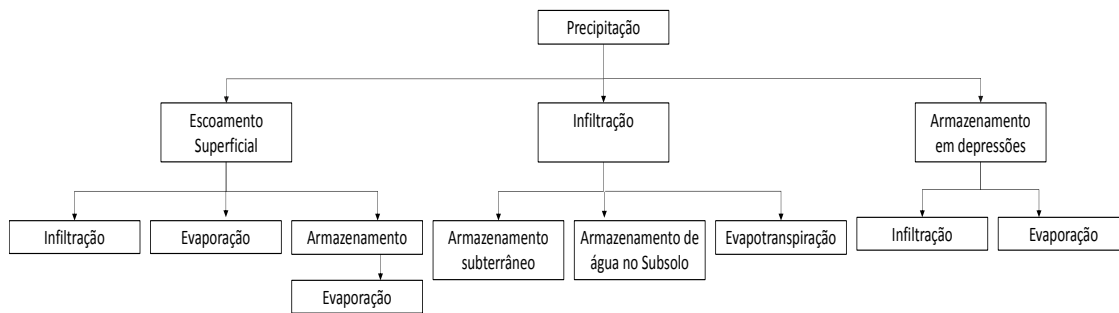 Precipitação
Escoamento
Superficial
Infiltração
Armazenamento
em depressões
Infiltração
Evaporação
Armazenamento
Evaporação
Armazenamento
subterrâneo
Armazenamento de
água no Subsolo
Evapotranspiração
Infiltração
Evaporação